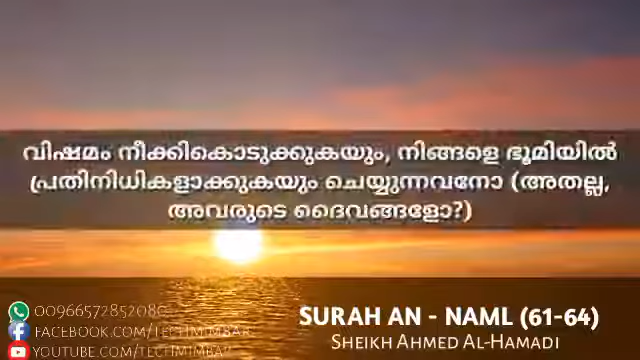 വിഷമം നീക്കികൊടുക്കുകയും, നിങ്ങളെ ഭൂമിയിൽ
പ്രതിനിധികളാക്കുകയും ചെയ്യുന്നവനോ (അതല്ല,
അവരുടെ ദൈവങ്ങളോ?)
00966572852080
SURAH AN - NAML (61-64)
FACEBOOK.COM/TECHMIMBAR
SHEIKH AHMED AL-HAMADI
YOUTUBE.COM/TECHMIMBAR